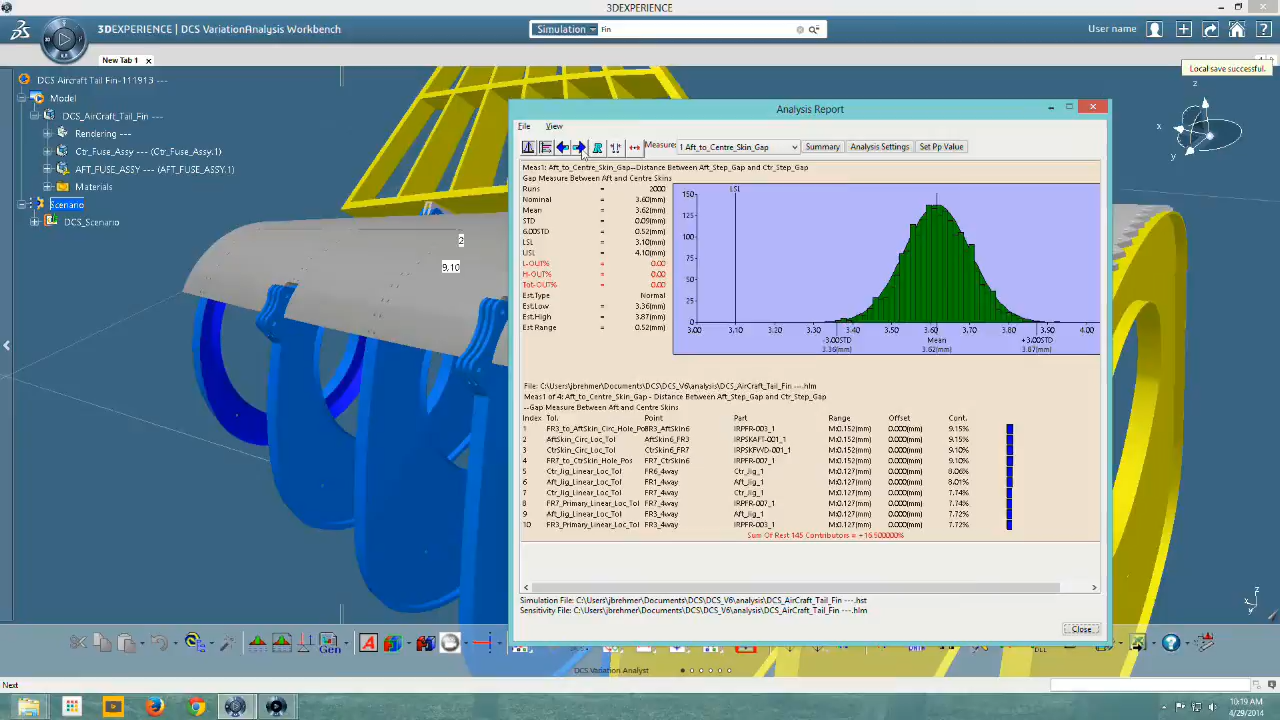 3DEXPERIENCE
3DEXPERIENCE | DCS VariationAnalysis Workbench
Simulation
Fin
User name
New Tab 1
Local save successful.
DCS Aircraft Tail Fin-111913 ---
Model
DCS_AirCraft_Tail_Fin ---
Rendering ---
Ctr_Fuse_Assy --- (Ctr_Fuse_Assy.1)
AFT_FUSE_ASSY --- (AFT_FUSE_ASSY.1)
Materials
Scenario
DCS_Scenario
2
9,10
z
x
y
Analysis Report
File View
Measure: 1 Aft_to_Centre_Skin_Gap Summary Analysis Settings Set Pp Value
Meas1: Aft_to_Centre_Skin_Gap--Distance Between Aft_Step_Gap and Ctr_Step_Gap
Gap Measure Between Aft and Centre Skins
Runs = 2000
Nominal = 3.60(mm)
Mean = 3.62(mm)
STD = 0.09(mm)
6.00STD = 0.52(mm)
LSL = 3.10(mm)
USL = 4.10(mm)
L-OUT% = 0.00
H-OUT% = 0.00
Tot-OUT% = 0.00
Est.Type Normal
Est.Low = 3.36(mm)
Est.High = 3.87(mm)
Est Range = 0.52(mm)
LSL
150
125
100
75
50
25
0
3.00 3.10 3.20 3.30 3.40 3.50 3.60 3.70 3.80 3.90 4.00
-3.00STD Mean +3.00STD
3.36(mm) 3.62(mm) 3.87(mm)
File: C:\Users\jbrehmer\Documents\DCS\DCS_V6\analysis\DCS_AirCraft_Tail_Fin ---.hlm
Meas1 of 4: Aft_to_Centre_Skin_Gap - Distance Between Aft_Step_Gap and Ctr_Step_Gap
--Gap Measure Between Aft and Centre Skins
Index Tol. Point Part Range Offset Cont.
1 FR3_to_AftSkin_Circ_Hole_Pos FR3_AftSkin6 IRPFR-003_1 M:0.152(mm) 0.000(mm) 9.15%
2 AftSkin_Circ_Loc_Tol AftSkin6_FR3 IRPSKAFT-001_1 M:0.152(mm) 0.000(mm) 9.15%
3 CtrSkin_Circ_Loc_Tol CtrSkin6_FR7 IRPSKFWD-001_1 M:0.152(mm) 0.000(mm) 9.10%
4 FR7_to_CtrSkin_Hole_Pos FR7_CtrSkin6 IRPFR-007_1 M:0.152(mm) 0.000(mm) 9.10%
5 Ctr_Jig_Linear_Loc_Tol FR6_4way Ctr_Jig_1 M:0.127(mm) 0.000(mm) 8.06%
6 Aft_Jig_Linear_Loc_Tol FR1_4way Aft_Jig_1 M:0.127(mm) 0.000(mm) 8.01%
7 Ctr_Jig_Linear_Loc_Tol FR7_4way Ctr_Jig_1 M:0.127(mm) 0.000(mm) 7.74%
8 FR7_Primary_Linear_Loc_Tol FR7_4way IRPFR-007_1 M:0.127(mm) 0.000(mm) 7.74%
9 Aft_Jig_Linear_Loc_Tol FR3_4way Aft_Jig_1 M:0.127(mm) 0.000(mm) 7.72%
10 FR3_Primary_Linear_Loc_Tol FR3_4way IRPFR-003_1 M:0.127(mm) 0.000(mm) 7.72%
Sum Of Rest 145 Contributors = +16.500000%
Simulation File: C:\Users\jbrehmer\Documents\DCS\DCS_V6\analysis\DCS_AirCraft_Tail_Fin ---.hst
Sensitivity File: C:\Users\jbrehmer\Documents\DCS\DCS_V6\analysis\DCS_AirCraft_Tail_Fin ---.hlm
Close
Gen
A
DCS Variation Analyst
Next
10:19 AM
4/29/2014